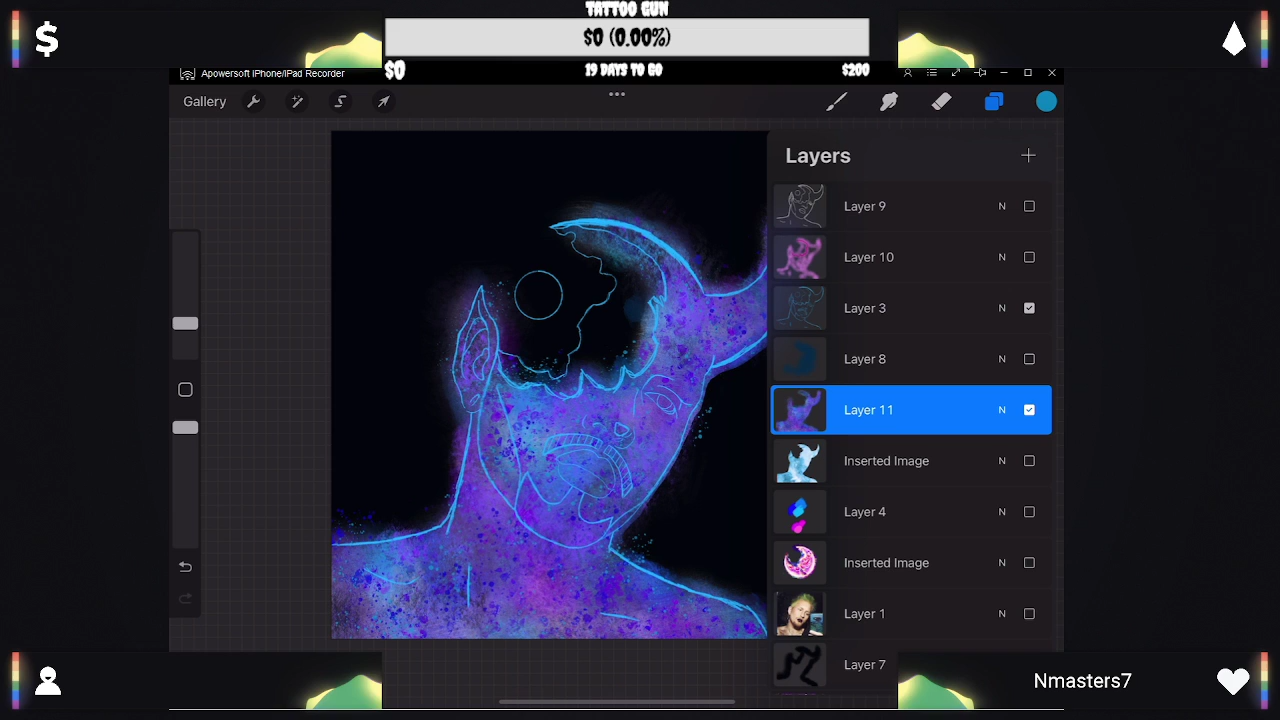 TATTOO GUN
$0 (0.00%)
$0 19 DAYS TO GO $200
Apowersoft iPhone/iPad Recorder
Gallery
Layers
Layer 9 N
Layer 10 N
Layer 3 N
Layer 8 N
Layer 11 N
Inserted Image N
Layer 4 N
Inserted Image N
Layer 1 N
Layer 7
Nmasters7